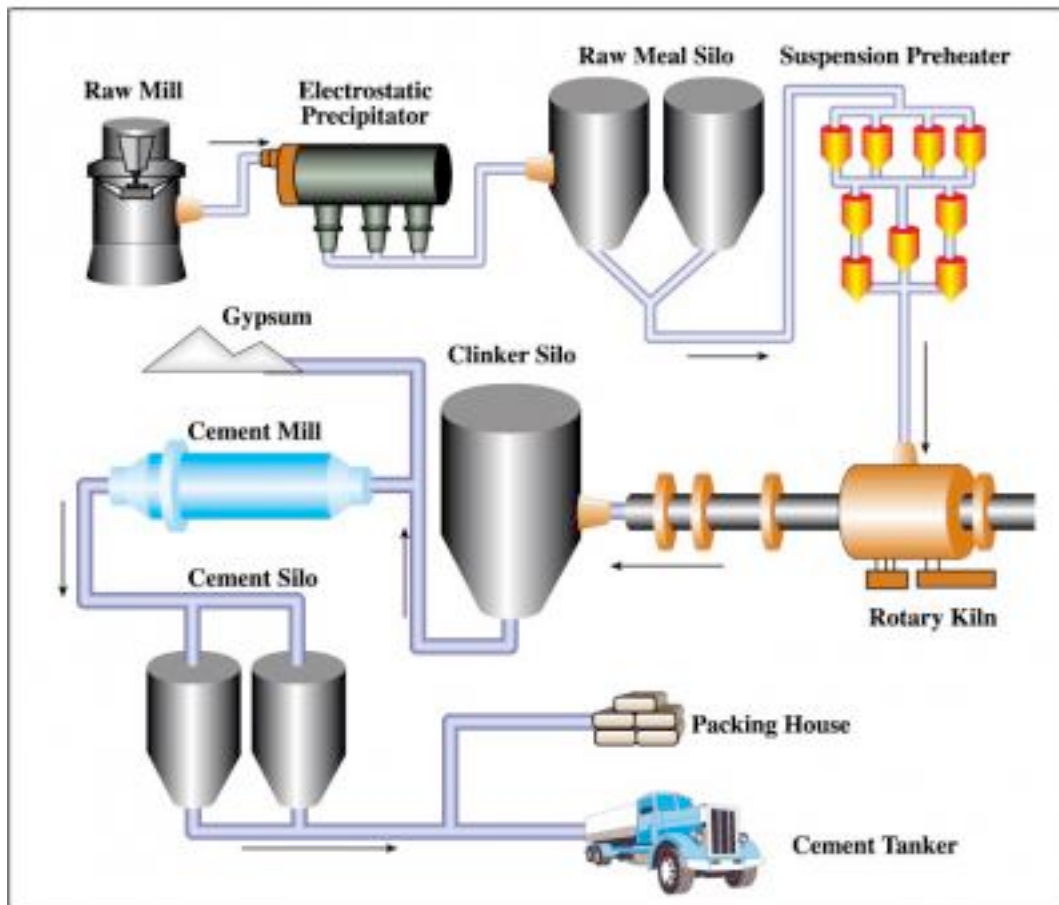 Raw Mill
Electrostatic
Precipitator
Raw Meal Silo
Suspension Preheater
Gypsum
Clinker Silo
Cement Mill
Cement Silo
Rotary Kiln
Packing House
Cement Tanker